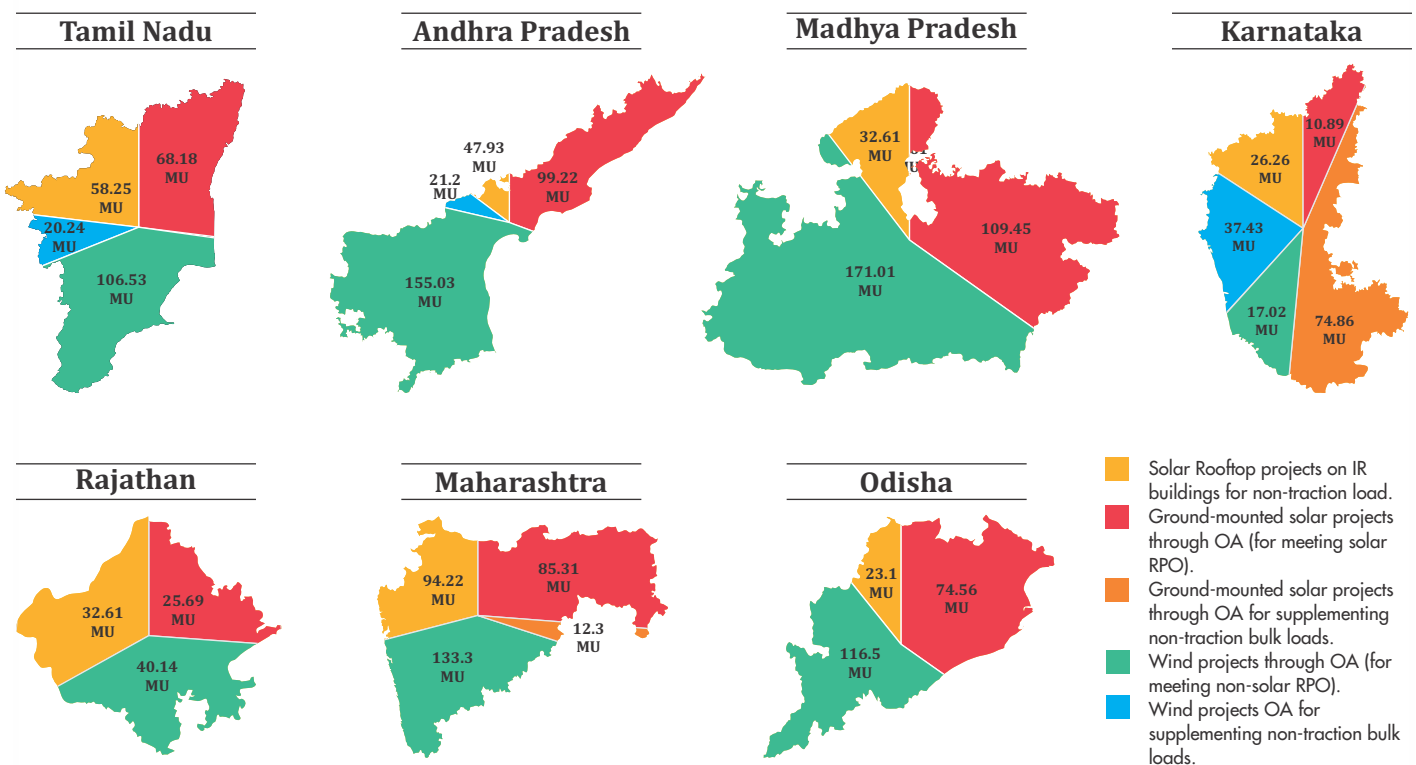 Tamil Nadu
68.18
MU
58.25
MU
20.24
MU
106.53
MU
Andhra Pradesh
47.93
MU
21.2
MU
99.22
MU
155.03
MU
Madhya Pradesh
32.61
MU
109.45
MU
171.01
MU
Karnataka
10.89
MU
26.26
MU
37.43
MU
17.02
MU
74.86
MU
Rajathan
32.61
MU
25.69
MU
40.14
MU
Maharashtra
94.22
MU
85.31
MU
12.3
MU
133.3
MU
Odisha
23.1
MU
74.56
MU
116.5
MU
Solar Rooftop projects on IR
buildings for non-traction load.
Ground-mounted solar projects
through OA (for meeting solar
RPO).
Ground-mounted solar projects
through OA for supplementing
non-traction bulk loads.
Wind projects through OA (for
meeting non-solar RPO).
Wind projects OA for
supplementing non-traction bulk
loads.